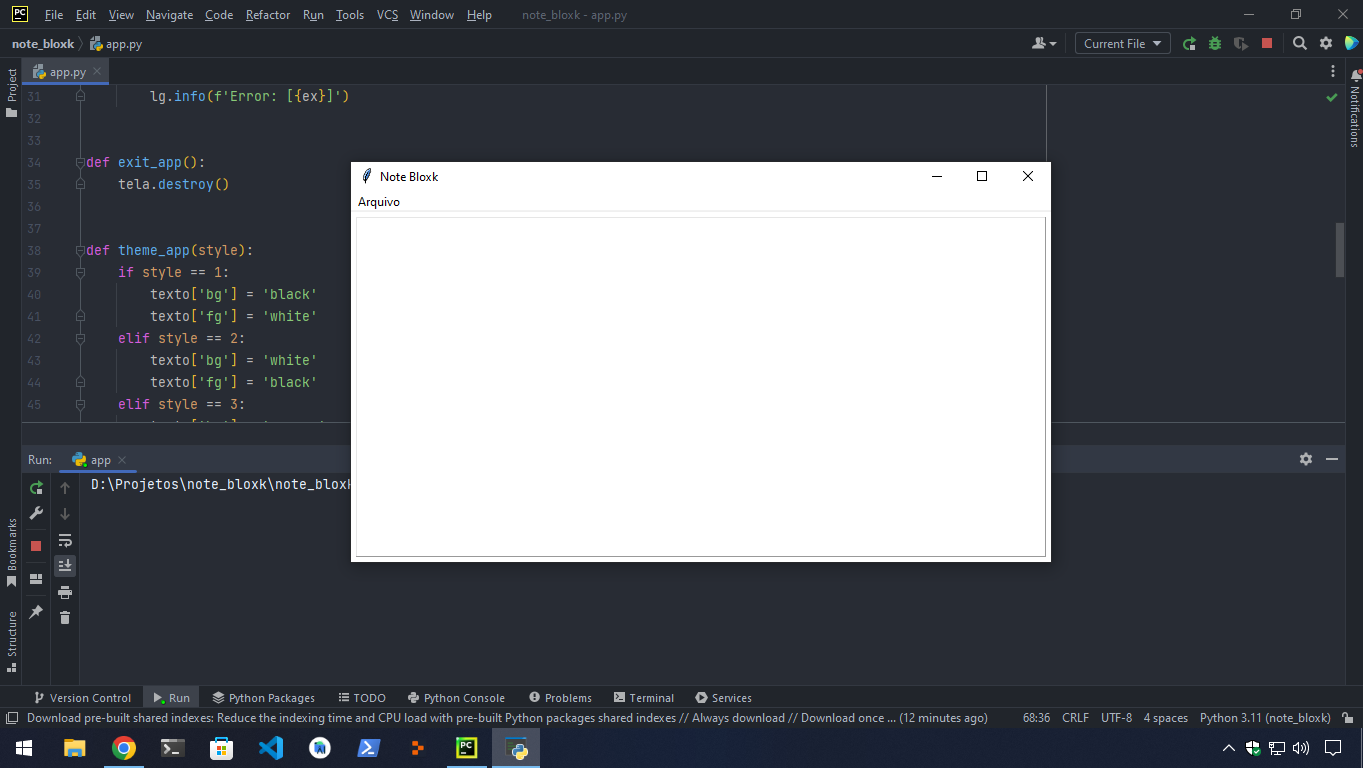 PC File Edit View Navigate Code Refactor Run Tools VCS Window Help note_bloxk - app.py
note_bloxk app.py Current File
app.py
Project
Notifications
31 lg.info(f'Error: [{ex}]')
32
33
34 def exit_app():
35 tela.destroy()
36
37
38 def theme_app(style):
39 if style == 1:
40 texto['bg'] = 'black'
41 texto['fg'] = 'white'
42 elif style == 2:
43 texto['bg'] = 'white'
44 texto['fg'] = 'black'
45 elif style == 3:
Note Bloxk
Arquivo
Run: app
D:\Projetos\note_bloxk\note_bloxk
Bookmarks
Structure
Version Control Run Python Packages TODO Python Console Problems Terminal Services
Download pre-built shared indexes: Reduce the indexing time and CPU load with pre-built Python packages shared indexes // Always download // Download once ... (12 minutes ago) 68:36 CRLF UTF-8 4 spaces Python 3.11 (note_bloxk)
PC